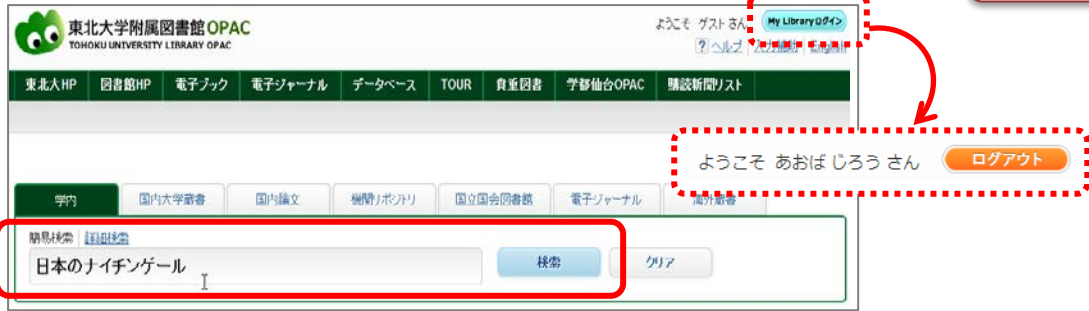 東北大学附属図書館 OPAC
TOHOKU UNIVERSITY LIBRARY OPAC
ようこそ ゲスト さん My Library ログイン
? ヘルプ 入力補助 English
東北大HP 図書館HP 電子ブック 電子ジャーナル データベース TOUR 貴重図書 学都仙台OPAC 購読新聞リスト
ようこそ あおば じろう さん ログアウト
学内 国内大学蔵書 国内論文 機関リポジトリ 国立国会図書館 電子ジャーナル 海外蔵書
簡易検索 詳細検索
日本のナイチンゲール 検索 クリア